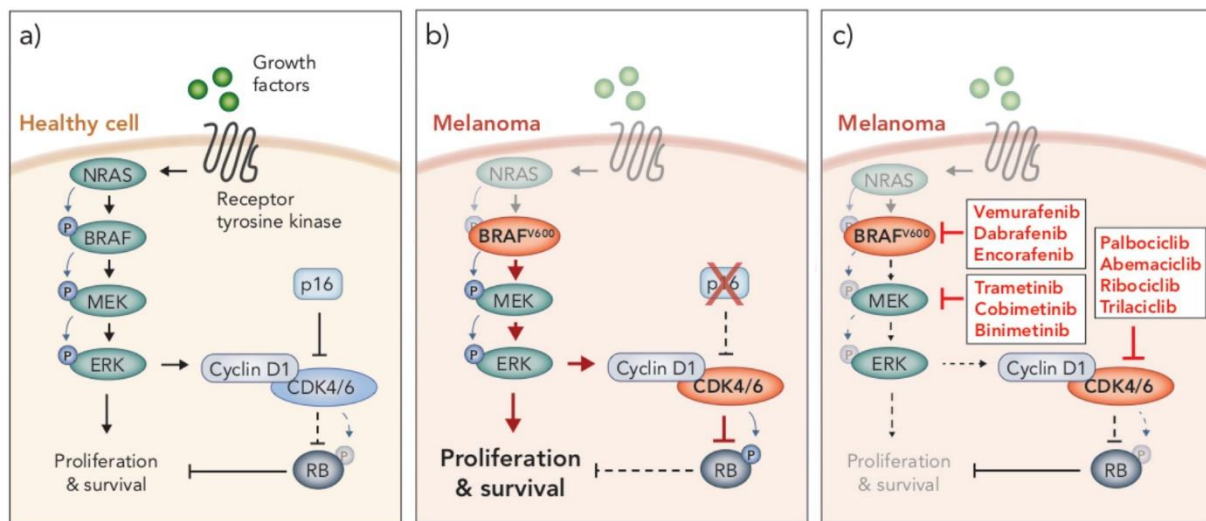 a)
Growth
factors
Healthy cell
NRAS
Receptor
tyrosine kinase
P
BRAF
p16
P
MEK
P
ERK
Cyclin D1
CDK4/6
Proliferation
& survival
RB
P
b)
Melanoma
NRAS
P
BRAFV600
p16
P
MEK
P
ERK
Cyclin D1
CDK4/6
Proliferation
& survival
RB
P
c)
Melanoma
NRAS
P
BRAFV600
Vemurafenib
Dabrafenib
Encorafenib
Palbociclib
Abemaciclib
Ribociclib
Trilaciclib
P
MEK
Trametinib
Cobimetinib
Binimetinib
P
ERK
Cyclin D1
CDK4/6
Proliferation
& survival
RB
P